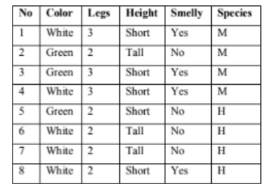 No Color Legs Height Smelly Species
1 White 3 Short Yes M
2 Green 2 Tall No M
3 Green 3 Short Yes M
4 White 3 Short Yes M
5 Green 2 Short No H
6 White 2 Tall No H
7 White 2 Tall No H
8 White 2 Short Yes H